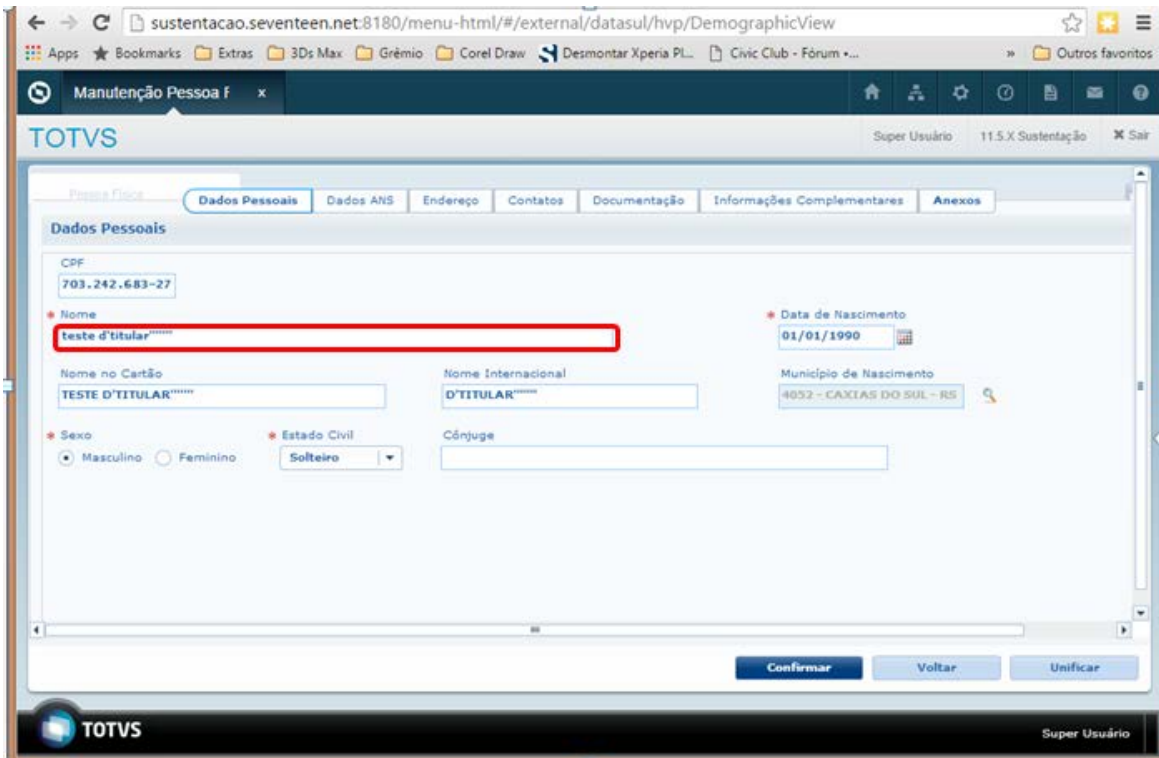 sustentacao.seventeen.net:8180/menu-html/#/external/datasul/hvp/DemographicView
Apps Bookmarks Extras 3Ds Max Grêmio Corel Draw Desmontar Xperia PL... Civic Club - Fórum •... » Outros favoritos
Manutenção Pessoa F x
TOTVS Super Usuário 11.5.X Sustentação Sair
Pessoa Física Dados Pessoais Dados ANS Endereço Contatos Documentação Informações Complementares Anexos
Dados Pessoais
CPF
703.242.683-27
* Nome * Data de Nascimento
teste d'titular'''''' 01/01/1990
Nome no Cartão Nome Internacional Município de Nascimento
TESTE D'TITULAR'''''' D'TITULAR'''''' 4052 - CAXIAS DO SUL - RS
* Sexo * Estado Civil Cônjuge
Masculino Feminino Solteiro
Confirmar Voltar Unificar
TOTVS Super Usuário